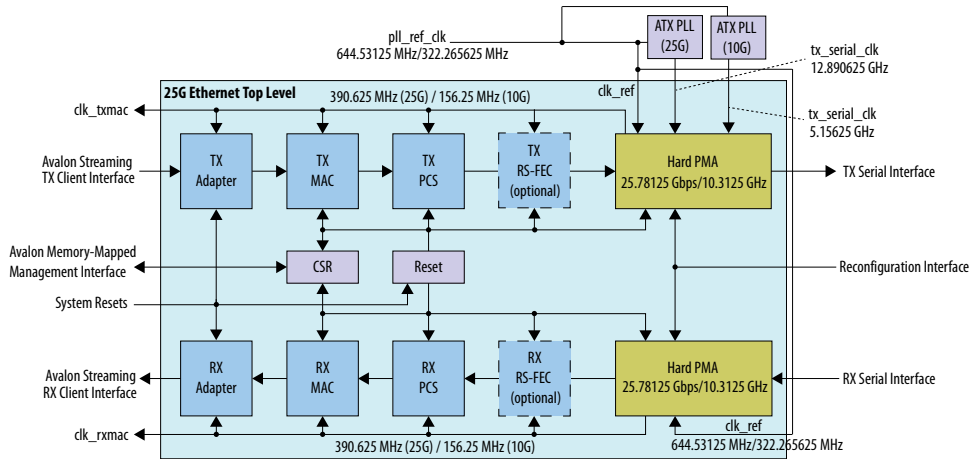 ATX PLL
(25G)
ATX PLL
(10G)
pll_ref_clk
644.53125 MHz/322.265625 MHz
tx_serial_clk
12.890625 GHz
25G Ethernet Top Level
clk_ref
clk_txmac
390.625 MHz (25G) / 156.25 MHz (10G)
tx_serial_clk
5.15625 GHz
Avalon Streaming
TX Client Interface
TX
Adapter
TX
MAC
TX
PCS
TX
RS-FEC
(optional)
Hard PMA
25.78125 Gbps/10.3125 GHz
TX Serial Interface
Avalon Memory-Mapped
Management Interface
CSR
Reset
Reconfiguration Interface
System Resets
Avalon Streaming
RX Client Interface
RX
Adapter
RX
MAC
RX
PCS
RX
RS-FEC
(optional)
Hard PMA
25.78125 Gbps/10.3125 GHz
RX Serial Interface
clk_rxmac
390.625 MHz (25G) / 156.25 MHz (10G)
clk_ref
644.53125 MHz/322.265625 MHz